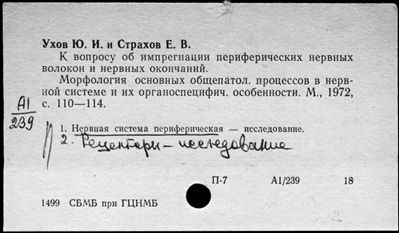 Ухов Ю. И. и Страхов Е. В.
К вопросу об импрегнации периферических нервных
волокон и нервных окончаний.
Морфология основных общепатол. процессов в нерв-
ной системе и их органоспецифич. особенности. М., 1972,
с. 110—114.
А1
239
1. Нервная система периферическая — исследование.
2. Рецепторы — исследование
П-7 А1/239 18
1499 СБМБ при ГЦНМБ